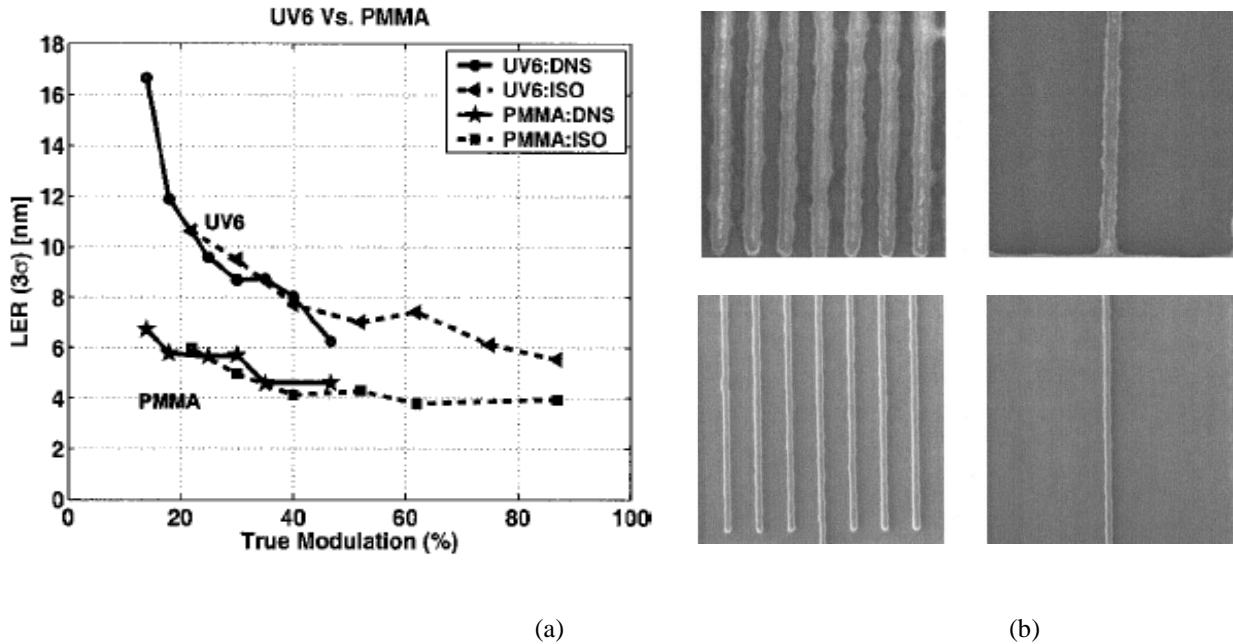 UV6 Vs. PMMA
18
16
14
12
10
8
6
4
2
0
LER (3σ) [nm]
UV6:DNS
UV6:ISO
PMMA:DNS
PMMA:ISO
UV6
PMMA
0 20 40 60 80 100
True Modulation (%)
(a) (b)